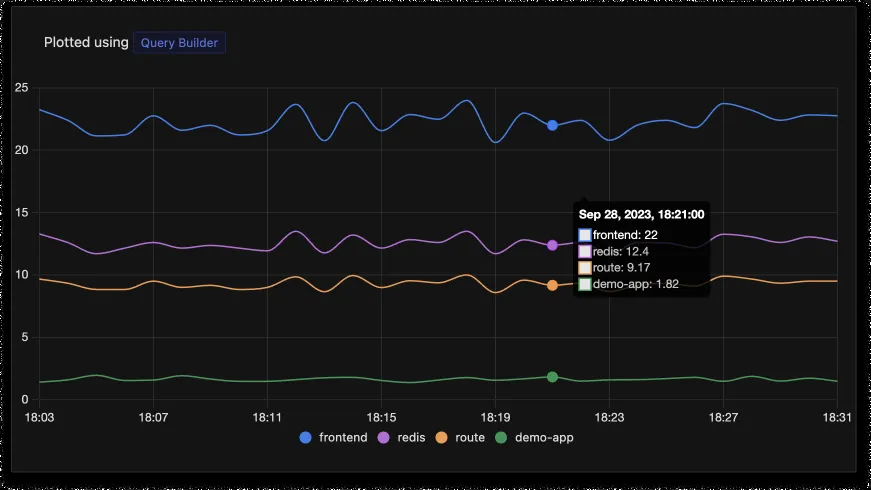 Plotted using Query Builder
25
20
15
10
5
0
Sep 28, 2023, 18:21:00
frontend: 22
redis: 12.4
route: 9.17
demo-app: 1.82
18:03 18:07 18:11 18:15 18:19 18:23 18:27 18:31
frontend redis route demo-app